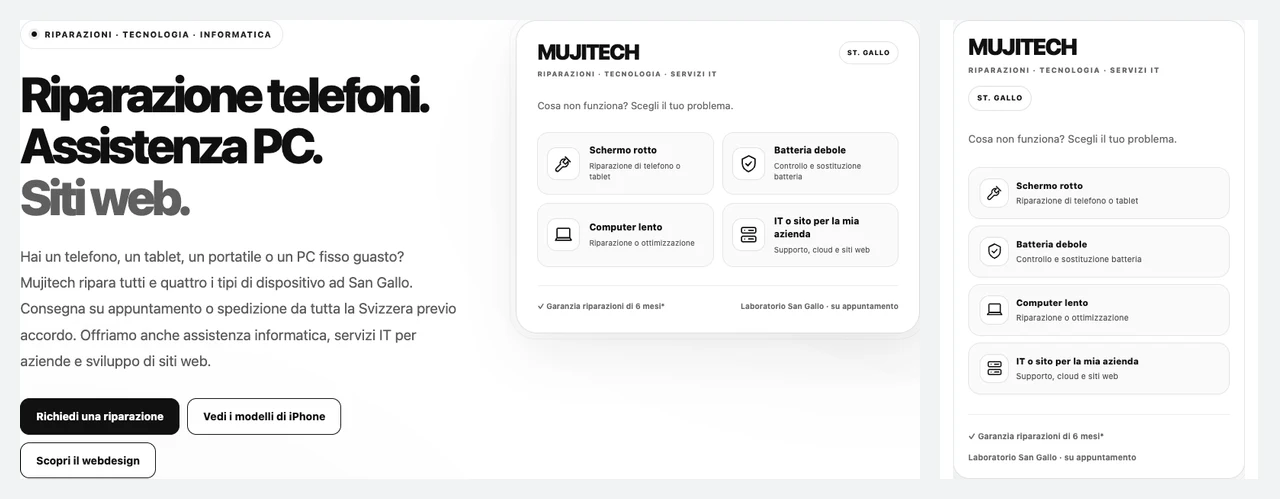 RIPARAZIONI · TECNOLOGIA · INFORMATICA
Riparazione telefoni.
Assistenza PC.
Siti web.
Hai un telefono, un tablet, un portatile o un PC fisso guasto?
Mujitech ripara tutti e quattro i tipi di dispositivo ad San Gallo.
Consegna su appuntamento o spedizione da tutta la Svizzera previo
accordo. Offriamo anche assistenza informatica, servizi IT per
aziende e sviluppo di siti web.
Richiedi una riparazione
Vedi i modelli di iPhone
Scopri il webdesign
MUJITECH
ST. GALLO
RIPARAZIONI · TECNOLOGIA · SERVIZI IT
Cosa non funziona? Scegli il tuo problema.
Schermo rotto
Riparazione di telefono o
tablet
Batteria debole
Controllo e sostituzione
batteria
Computer lento
Riparazione o ottimizzazione
IT o sito per la mia
azienda
Supporto, cloud e siti web
✓ Garanzia riparazioni di 6 mesi*
Laboratorio San Gallo · su appuntamento
MUJITECH
RIPARAZIONI · TECNOLOGIA · SERVIZI IT
ST. GALLO
Cosa non funziona? Scegli il tuo problema.
Schermo rotto
Riparazione di telefono o tablet
Batteria debole
Controllo e sostituzione batteria
Computer lento
Riparazione o ottimizzazione
IT o sito per la mia azienda
Supporto, cloud e siti web
✓ Garanzia riparazioni di 6 mesi*
Laboratorio San Gallo · su appuntamento